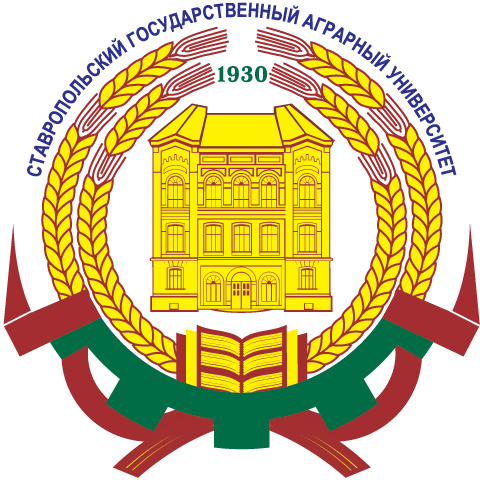 СТАВРОПОЛЬСКИЙ ГОСУДАРСТВЕННЫЙ АГРАРНЫЙ УНИВЕРСИТЕТ
1930